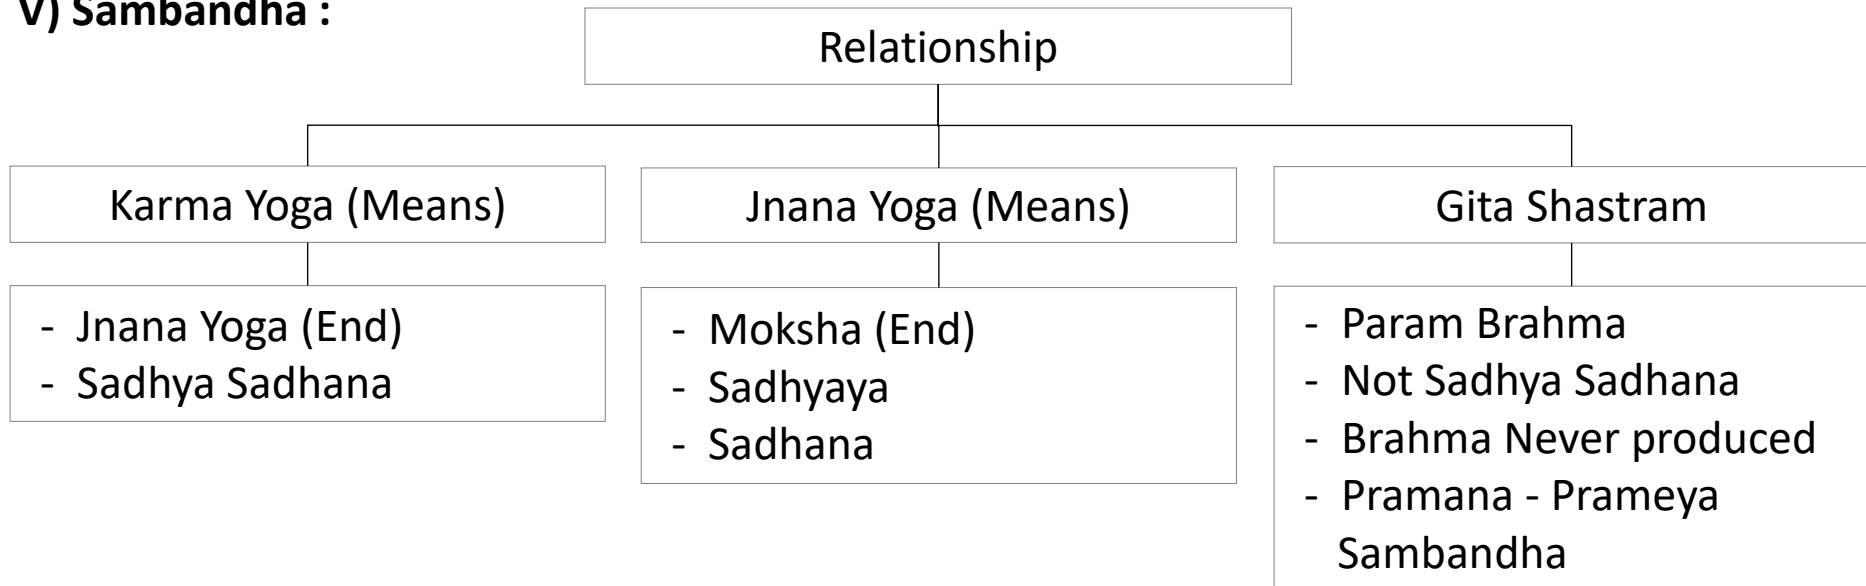 V) Sambandha :
Relationship
Karma Yoga (Means)
- Jnana Yoga (End)
- Sadhya Sadhana
Jnana Yoga (Means)
- Moksha (End)
- Sadhyaya
- Sadhana
Gita Shastram
- Param Brahma
- Not Sadhya Sadhana
- Brahma Never produced
- Pramana - Prameya
Sambandha